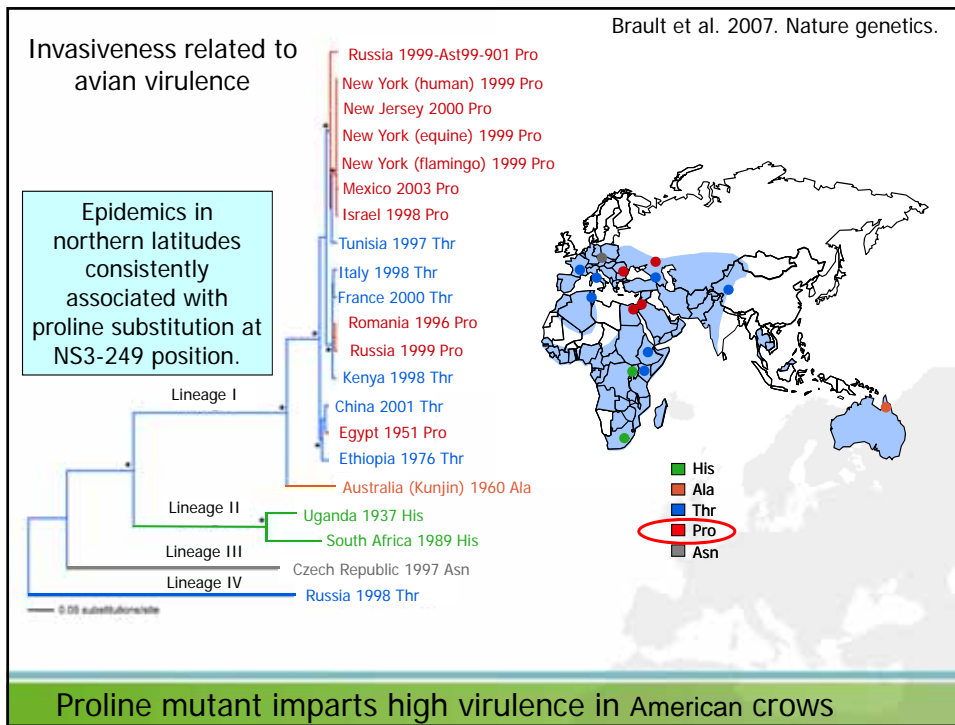 Brault et al. 2007. Nature genetics.
Invasiveness related to
avian virulence
Epidemics in
northern latitudes
consistently
associated with
proline substitution at
NS3-249 position.
Russia 1999-Ast99-901 Pro
New York (human) 1999 Pro
New Jersey 2000 Pro
New York (equine) 1999 Pro
New York (flamingo) 1999 Pro
Mexico 2003 Pro
Israel 1998 Pro
Tunisia 1997 Thr
Italy 1998 Thr
France 2000 Thr
Romania 1996 Pro
Russia 1999 Pro
Kenya 1998 Thr
Lineage I
China 2001 Thr
Egypt 1951 Pro
Ethiopia 1976 Thr
Australia (Kunjin) 1960 Ala
Lineage II
Uganda 1937 His
South Africa 1989 His
Lineage III
Czech Republic 1997 Asn
Lineage IV
Russia 1998 Thr
0.05 substitutions/site
His
Ala
Thr
Pro
Asn
Proline mutant imparts high virulence in American crows